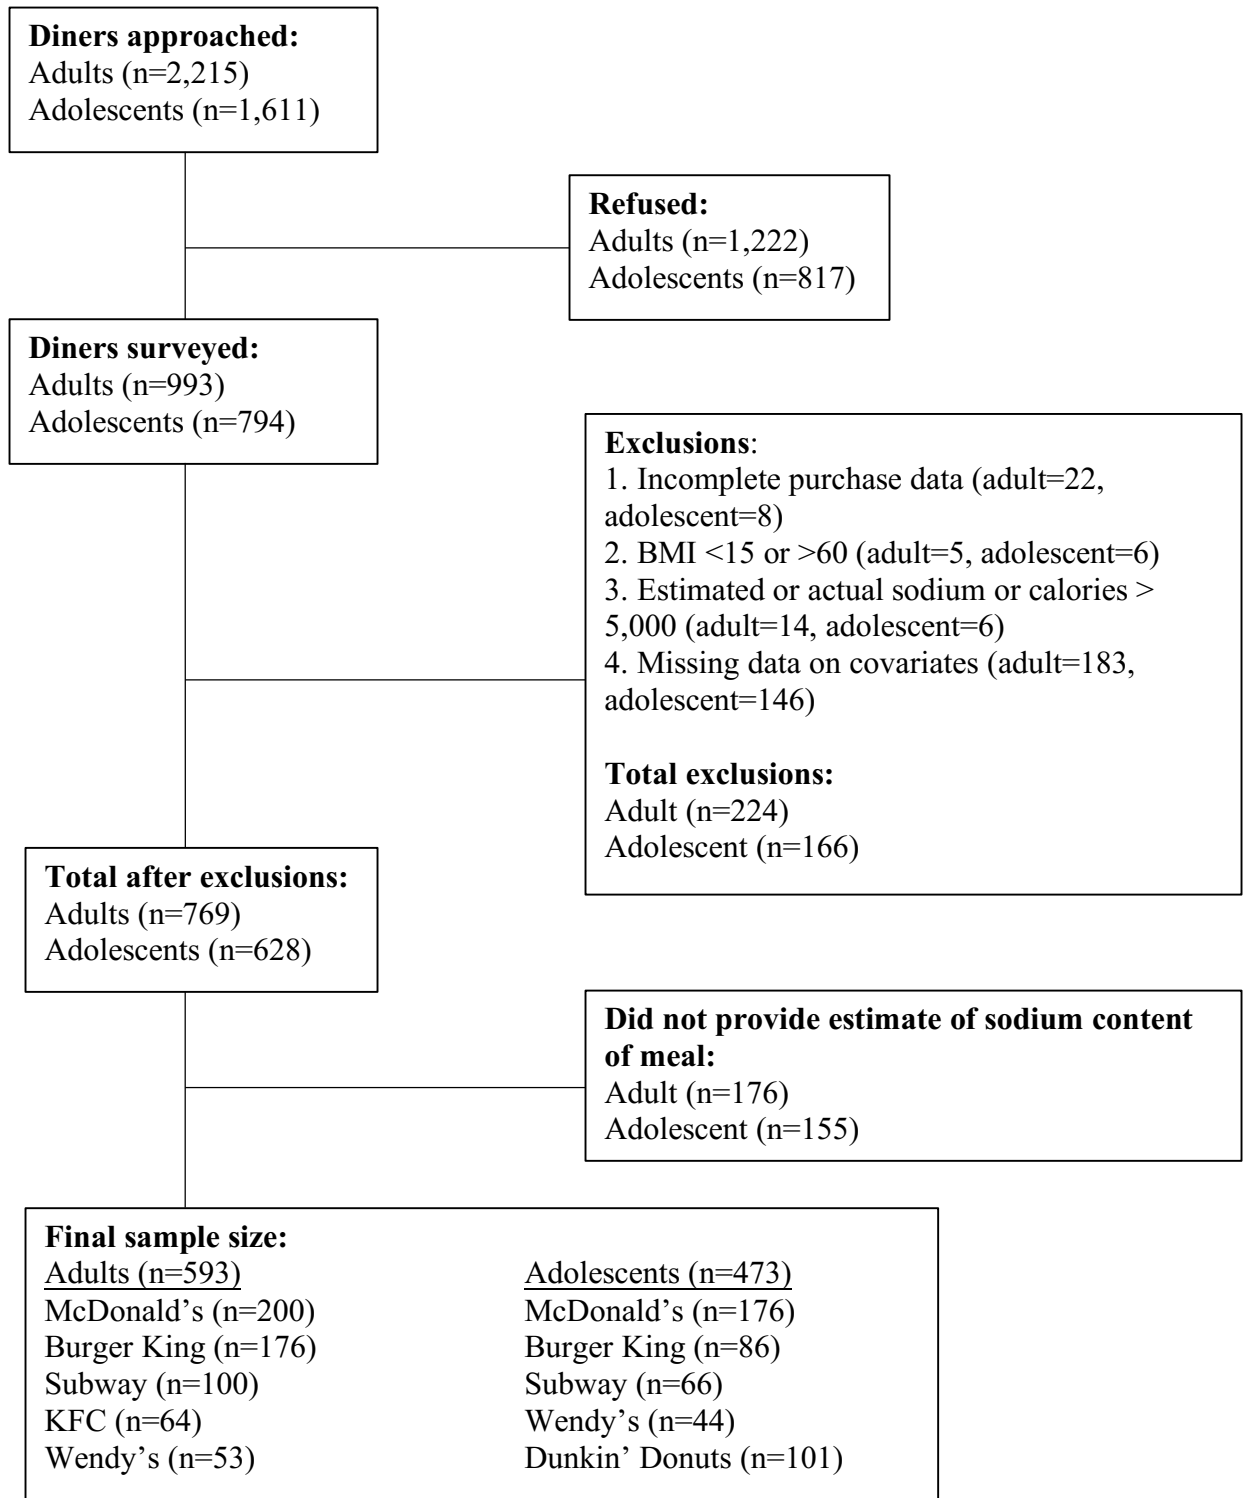 Diners approached:
Adults (n=2,215)
Adolescents (n=1,611)
Refused:
Adults (n=1,222)
Adolescents (n=817)
Diners surveyed:
Adults (n=993)
Adolescents (n=794)
Exclusions:
1. Incomplete purchase data (adult=22,
adolescent=8)
2. BMI <15 or >60 (adult=5, adolescent=6)
3. Estimated or actual sodium or calories >
5,000 (adult=14, adolescent=6)
4. Missing data on covariates (adult=183,
adolescent=146)
Total exclusions:
Adult (n=224)
Adolescent (n=166)
Total after exclusions:
Adults (n=769)
Adolescents (n=628)
Did not provide estimate of sodium content
of meal:
Adult (n=176)
Adolescent (n=155)
Final sample size:
Adults (n=593)
McDonald’s (n=200)
Burger King (n=176)
Subway (n=100)
KFC (n=64)
Wendy’s (n=53)
Adolescents (n=473)
McDonald’s (n=176)
Burger King (n=86)
Subway (n=66)
Wendy’s (n=44)
Dunkin’ Donuts (n=101)